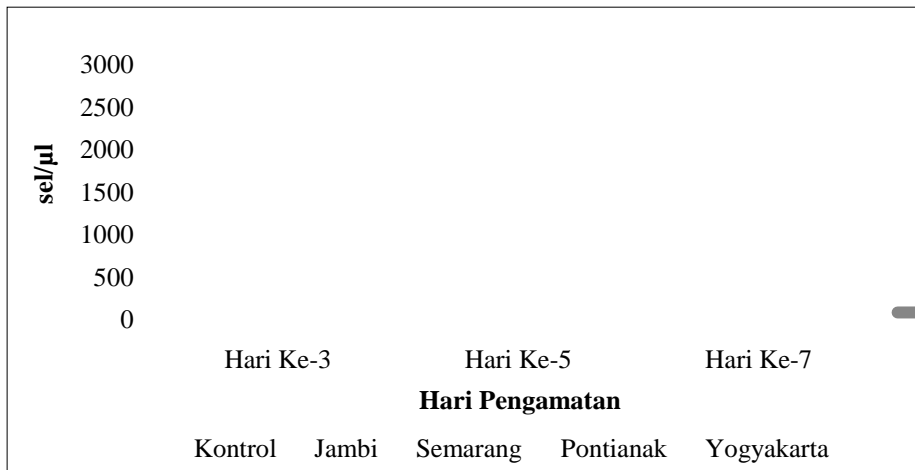 3000
2500
2000
1500
1000
500
0
sel/µl
Hari Ke-3 Hari Ke-5 Hari Ke-7
Hari Pengamatan
Kontrol Jambi Semarang Pontianak Yogyakarta